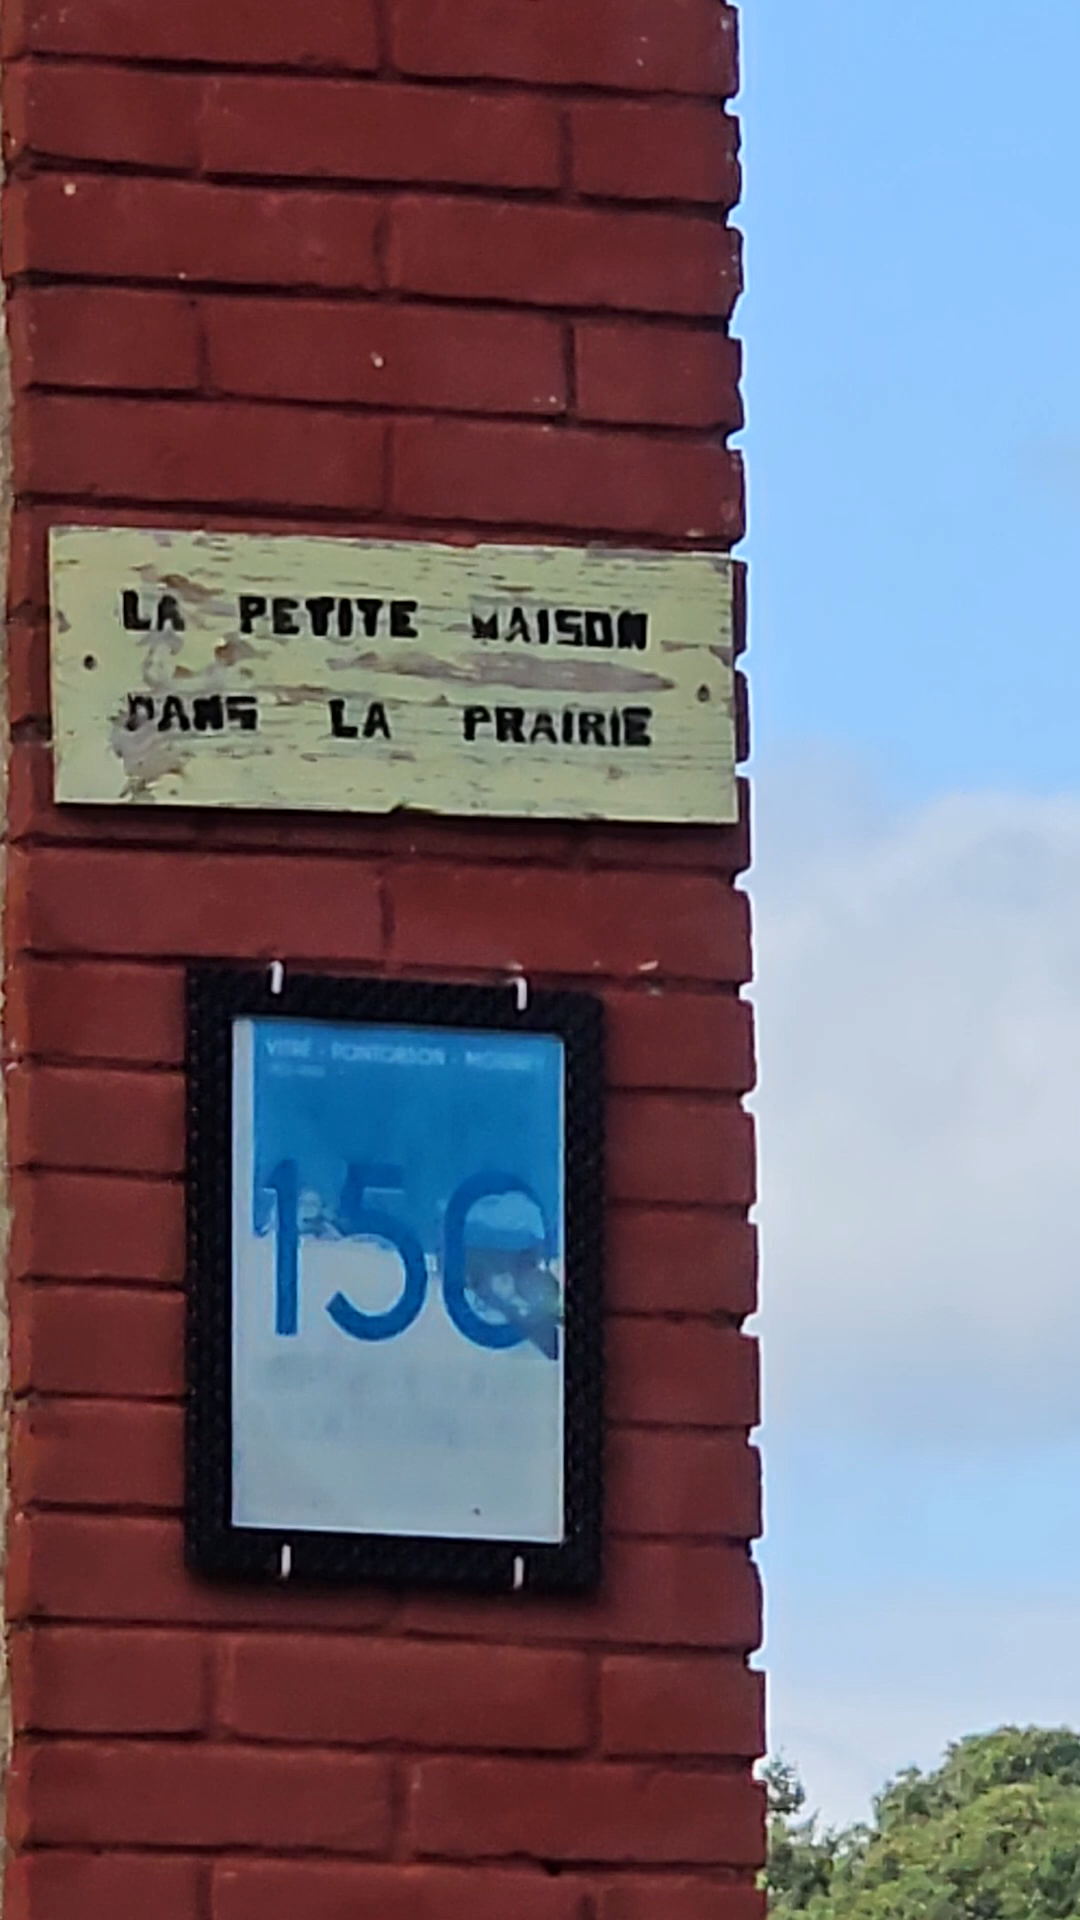 LA PETITE MAISON
DANS LA PRAIRIE
VITRÉ - PONTORSON - MOIDREY
150